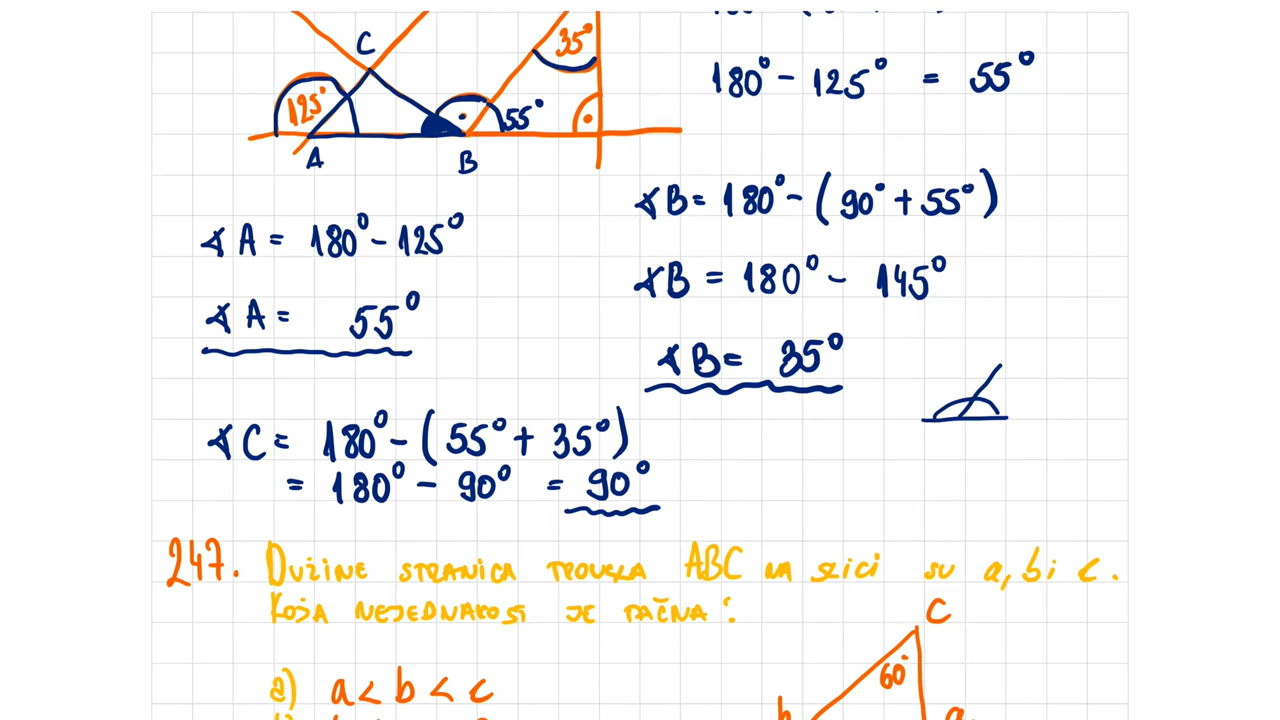 C
35°
125°
55°
A
B
180° - 125° = 55°
∢B = 180° - (90° + 55°)
∢A = 180° - 125°
∢B = 180° - 145°
∢A = 55°
∢B = 35°
∢C = 180° - (55° + 35°)
= 180° - 90° = 90°
247. DUŽINE STRANICA TROUGLA ABC NA SLICI SU a, b i c.
KOJA NEJEDNAKOST JE TAČNA?
C
60°
a) a < b < c
b
a